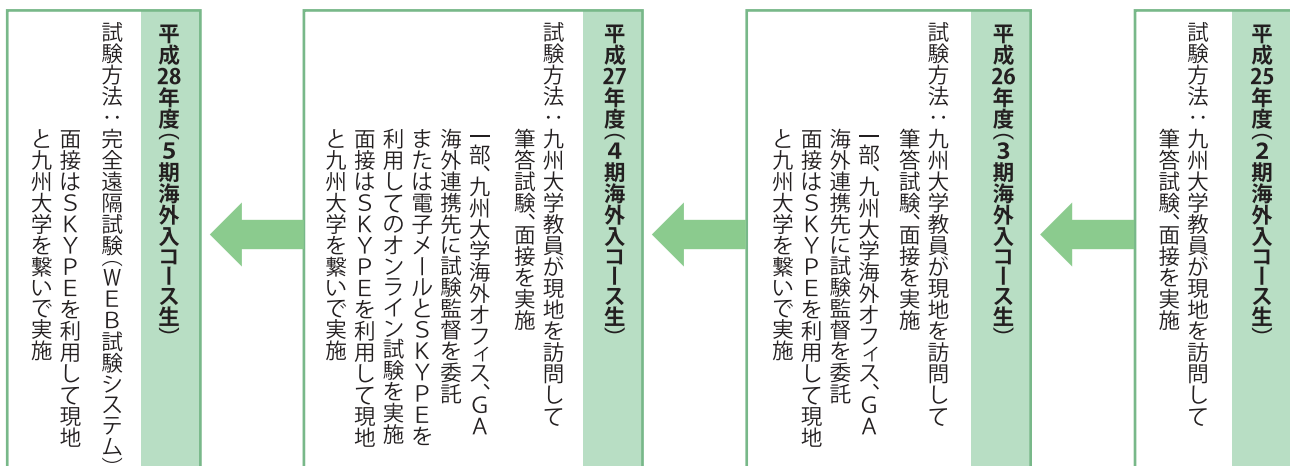 平成25年度（2期海外入コース生）
試験方法：九州大学教員が現地を訪問して
筆答試験、面接を実施
平成26年度（3期海外入コース生）
試験方法：九州大学教員が現地を訪問して
筆答試験、面接を実施
一部、九州大学海外オフィス、GA
海外連携先に試験監督を委託
面接はSKYPEを利用して現地
と九州大学を繋いで実施
平成27年度（4期海外入コース生）
試験方法：九州大学教員が現地を訪問して
筆答試験、面接を実施
一部、九州大学海外オフィス、GA
海外連携先に試験監督を委託
または電子メールとSKYPEを
利用してのオンライン試験を実施
面接はSKYPEを利用して現地
と九州大学を繋いで実施
平成28年度（5期海外入コース生）
試験方法：完全遠隔試験（WEB試験システム）
面接はSKYPEを利用して現地
と九州大学を繋いで実施